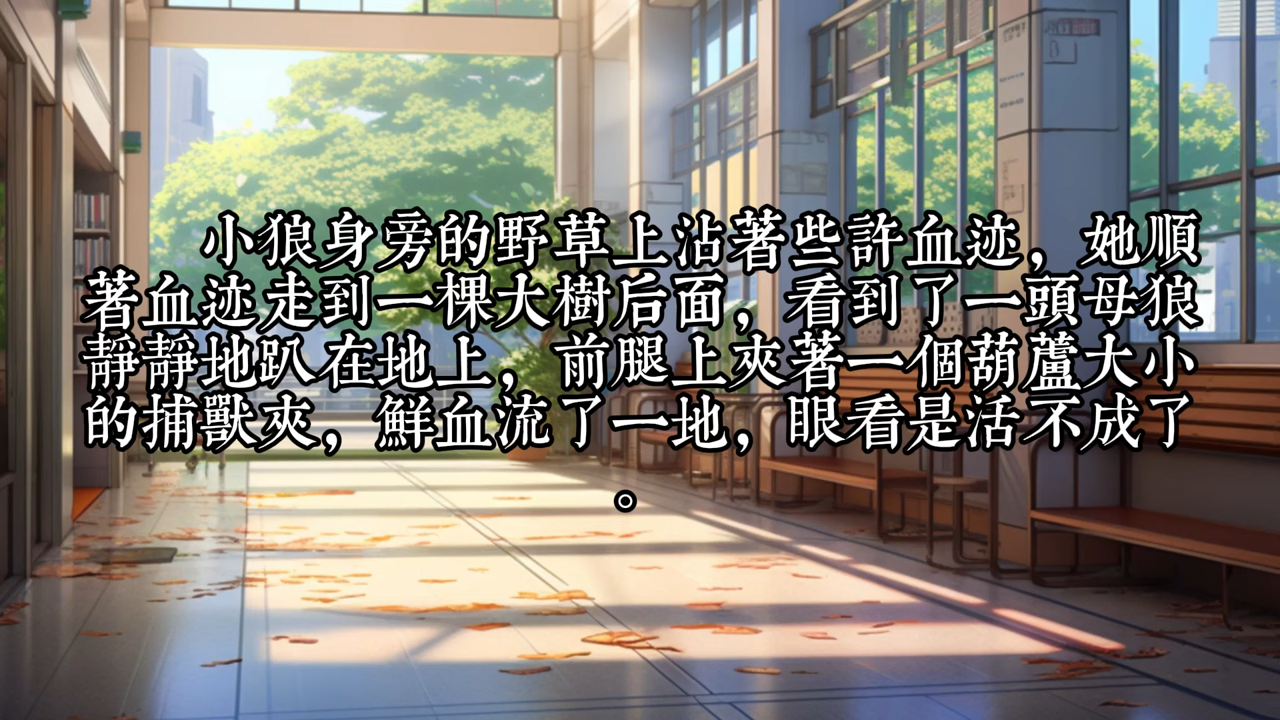 小狼身旁的野草上沾著些許血迹，她順
著血迹走到一棵大樹后面，看到了一頭母狼
靜靜地趴在地上，前腿上夾著一個葫蘆大小
的捕獸夾，鮮血流了一地，眼看是活不成了
。